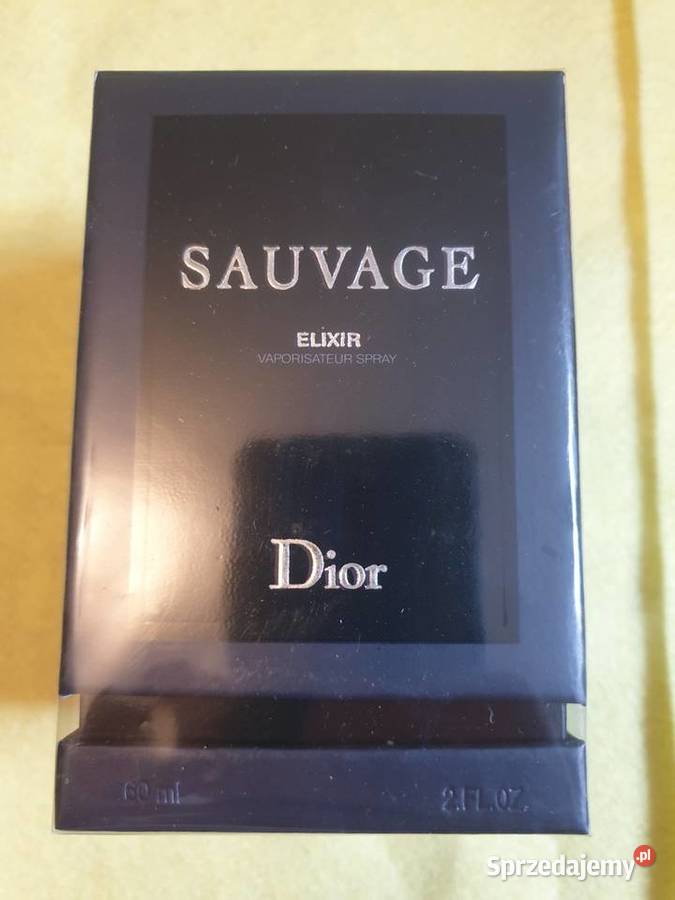 SAUVAGE
ELIXIR
VAPORISATEUR SPRAY
Dior
60 ml 2.FL.OZ
Sprzedajemy.pl